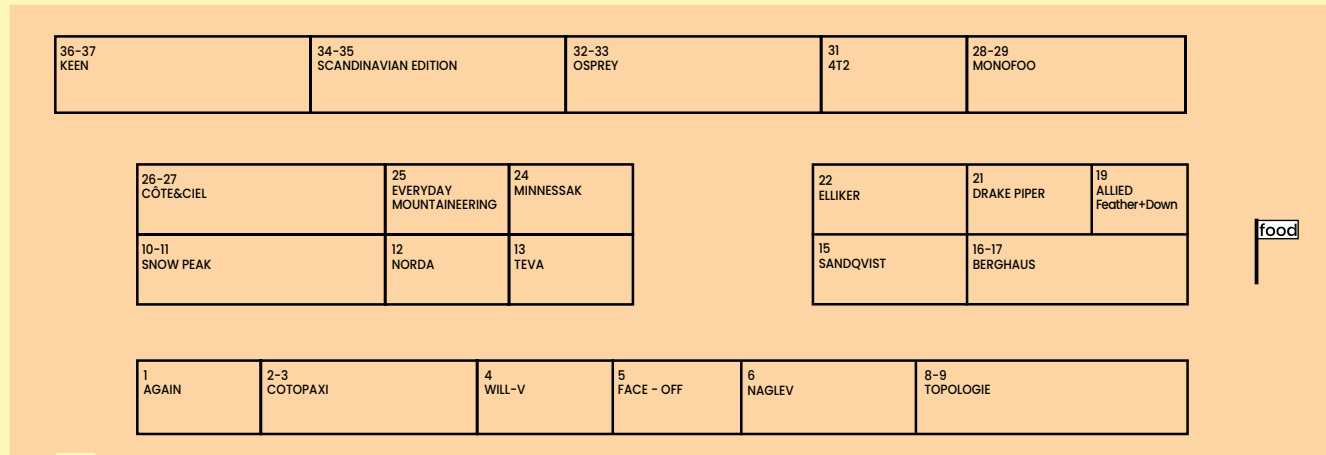 36-37
KEEN
34-35
SCANDINAVIAN EDITION
32-33
OSPREY
31
4T2
28-29
MONOFOO
26-27
CÔTE&CIEL
25
EVERYDAY
MOUNTAINEERING
24
MINNESSAK
22
ELLIKER
21
DRAKE PIPER
19
ALLIED
Feather+Down
food
10-11
SNOW PEAK
12
NORDA
13
TEVA
15
SANDQVIST
16-17
BERGHAUS
1
AGAIN
2-3
COTOPAXI
4
WILL-V
5
FACE - OFF
6
NAGLEV
8-9
TOPOLOGIE